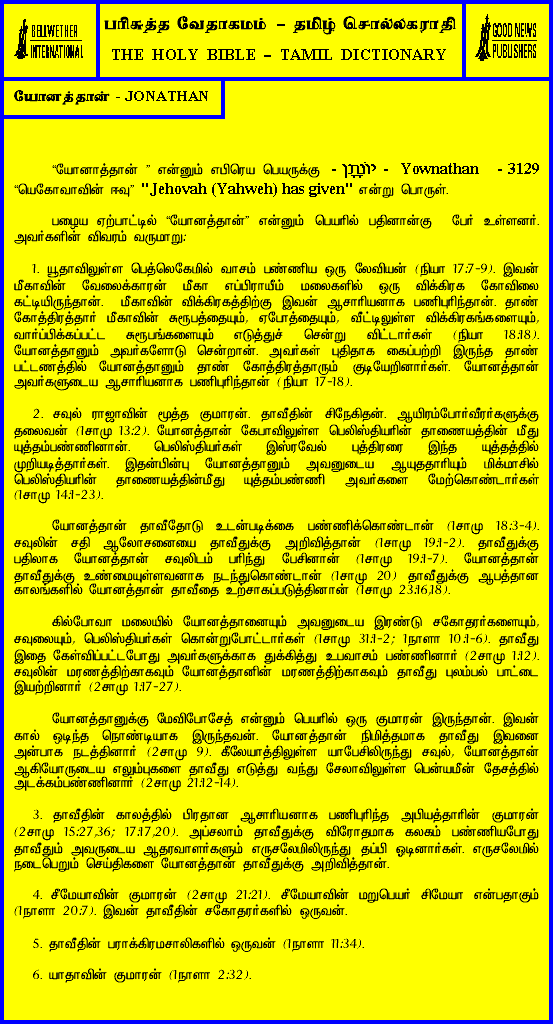 BELLWETHER
INTERNATIONAL
பரிசுத்த வேதாகமம் – தமிழ் சொல்லகராதி
THE HOLY BIBLE – TAMIL DICTIONARY
GOOD NEWS
PUBLISHERS
யோனத்தான் - JONATHAN
“யோனாத்தான் ” என்னும் எபிரெய பெயருக்கு - יוֹנָתָן - Yownathan - 3129
“யெகோவாவின் ஈவு” "Jehovah (Yahweh) has given" என்று பொருள்.
பழைய ஏற்பாட்டில் “யோனத்தான்” என்னும் பெயரில் பதினான்கு பேர் உள்ளனர்.
அவர்களின் விவரம் வருமாறு:
1. யூதாவிலுள்ள பெத்லெகேமில் வாசம் பண்ணிய ஒரு லேவியன் (நியா 17:7-9). இவன்
மீகாவின் வேலைக்காரன் மீகா எப்பிராயீம் மலைகளில் ஒரு விக்கிரக கோவிலை
கட்டியிருந்தான். மீகாவின் விக்கிரகத்திற்கு இவன் ஆசாரியனாக பணிபுரிந்தான். தாண்
கோத்திரத்தார் மீகாவின் சுரூபத்தையும், ஏபோத்தையும், வீட்டிலுள்ள விக்கிரகங்களையும்,
வார்ப்பிக்கப்பட்ட சுரூபங்களையும் எடுத்துச் சென்று விட்டார்கள் (நியா 18:18).
யோனத்தானும் அவர்களோடு சென்றான். அவர்கள் புதிதாக கைப்பற்றி இருந்த தாண்
பட்டணத்தில் யோனத்தானும் தாண் கோத்திரத்தாரும் குடியேறினார்கள். யோனத்தான்
அவர்களுடைய ஆசாரியனாக பணிபுரிந்தான் (நியா 17-18).
2. சவுல் ராஜாவின் மூத்த குமாரன். தாவீதின் சிநேகிதன். ஆயிரம்போர்வீரர்களுக்கு
தலைவன் (1சாமு 13:2). யோனத்தான் கேபாவிலுள்ள பெலிஸ்தியரின் தாணையத்தின் மீது
யுத்தம்பண்ணினான். பெலிஸ்தியர்கள் இஸ்ரவேல் புத்திரரை இந்த யுத்தத்தில்
முறியடித்தார்கள். இதன்பின்பு யோனத்தானும் அவனுடைய ஆயுததாரியும் மிக்மாசில்
பெலிஸ்தியரின் தாணையத்தின்மீது யுத்தம்பண்ணி அவர்களை மேற்கொண்டார்கள்
(1சாமு 14:1-23).
யோனத்தான் தாவீதோடு உடன்படிக்கை பண்ணிக்கொண்டான் (1சாமு 18:3-4).
சவுலின் சதி ஆலோசனையை தாவீதுக்கு அறிவித்தான் (1சாமு 19:1-2). தாவீதுக்கு
பதிலாக யோனத்தான் சவுலிடம் பரிந்து பேசினான் (1சாமு 19:1-7). யோனத்தான்
தாவீதுக்கு உண்மையுள்ளவனாக நடந்துகொண்டான் (1சாமு 20) தாவீதுக்கு ஆபத்தான
காலங்களில் யோனத்தான் தாவீதை உற்சாகப்படுத்தினான் (1சாமு 23:16,18).
கில்போவா மலையில் யோனத்தானையும் அவனுடைய இரண்டு சகோதரர்களையும்,
சவுலையும், பெலிஸ்தியர்கள் கொன்றுபோட்டார்கள் (1சாமு 31:1-2; 1நாளா 10:1-6). தாவீது
இதை கேள்விப்பட்டபோது அவர்களுக்காக துக்கித்து உபவாசம் பண்ணினார் (2சாமு 1:12).
சவுலின் மரணத்திற்காகவும் யோனத்தானின் மரணத்திற்காகவும் தாவீது புலம்பல் பாட்டை
இயற்றினார் (2சாமு 1:17-27).
யோனத்தானுக்கு மேவிபோசேத் என்னும் பெயரில் ஒரு குமாரன் இருந்தான். இவன்
கால் ஒடிந்த நொண்டியாக இருந்தவன். யோனத்தான் நிமித்தமாக தாவீது இவனை
அன்பாக நடத்தினார் (2சாமு 9). கீலேயாத்திலுள்ள யாபேசிலிருந்து சவுல், யோனத்தான்
ஆகியோருடைய எலும்புகளை தாவீது எடுத்து வந்து சேலாவிலுள்ள பென்யமீன் தேசத்தில்
அடக்கம்பண்ணினார் (2சாமு 21:12-14).
3. தாவீதின் காலத்தில் பிரதான ஆசாரியனாக பணிபுரிந்த அபியத்தாரின் குமாரன்
(2சாமு 15:27,36; 17:17,20). அப்சலாம் தாவீதுக்கு விரோதமாக கலகம் பண்ணியபோது
தாவீதும் அவருடைய ஆதரவாளர்களும் எருசலேமிலிருந்து தப்பி ஓடினார்கள். எருசலேமில்
நடைபெறும் செய்திகளை யோனத்தான் தாவீதுக்கு அறிவித்தான்.
4. சீமேயாவின் குமாரன் (2சாமு 21:21). சீமேயாவின் மறுபெயர் சிமேயா என்பதாகும்
(1நாளா 20:7). இவன் தாவீதின் சகோதரர்களில் ஒருவன்.
5. தாவீதின் பராக்கிரமசாலிகளில் ஒருவன் (1நாளா 11:34).
6. யாதாவின் குமாரன் (1நாளா 2:32).